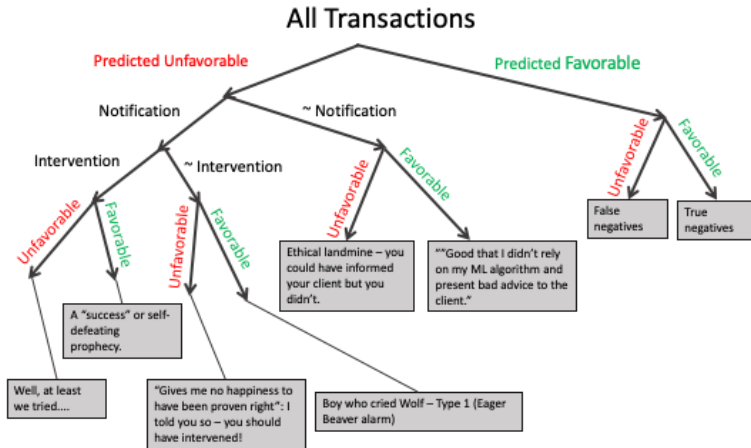 All Transactions
Predicted Unfavorable
Predicted Favorable
Notification
~ Notification
Intervention
~ Intervention
Unfavorable
Favorable
Unfavorable
Favorable
Unfavorable
Favorable
Unfavorable
Favorable
False
negatives
True
negatives
Ethical landmine – you
could have informed
your client but you
didn't.
""Good that I didn't rely
on my ML algorithm and
present bad advice to the
client."
A "success" or self-
defeating
prophecy.
Well, at least
we tried....
"Gives me no happiness to
have been proven right": I
told you so – you should
have intervened!
Boy who cried Wolf – Type 1 (Eager
Beaver alarm)